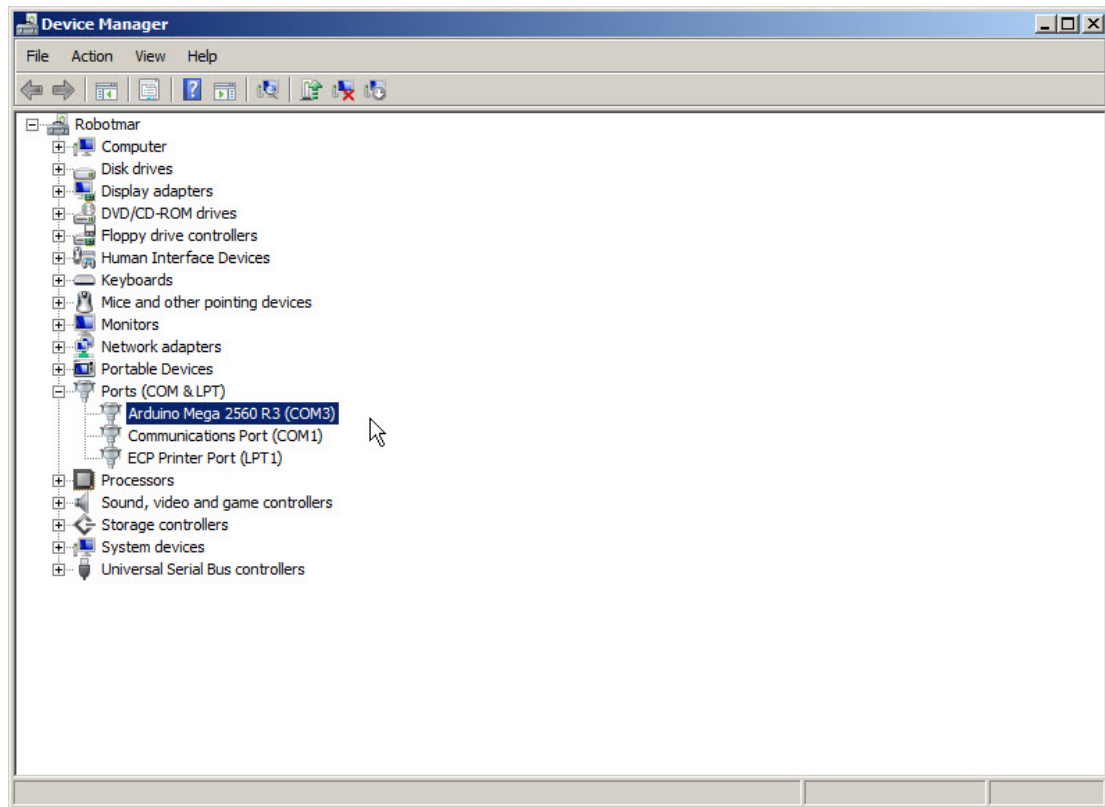 Device Manager
File Action View Help
Robotmar
Computer
Disk drives
Display adapters
DVD/CD-ROM drives
Floppy drive controllers
Human Interface Devices
Keyboards
Mice and other pointing devices
Monitors
Network adapters
Portable Devices
Ports (COM & LPT)
Arduino Mega 2560 R3 (COM3)
Communications Port (COM1)
ECP Printer Port (LPT1)
Processors
Sound, video and game controllers
Storage controllers
System devices
Universal Serial Bus controllers